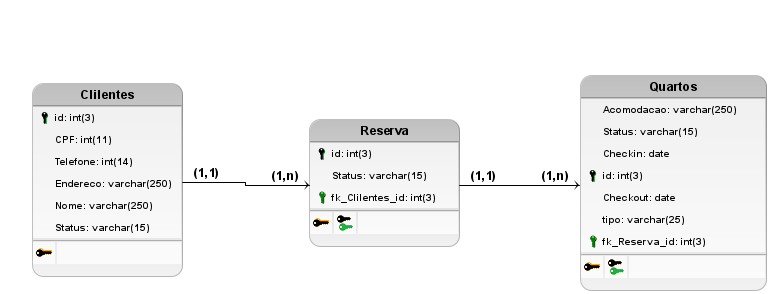 Clilentes
id: int(3)
CPF: int(11)
Telefone: int(14)
Endereco: varchar(250)
Nome: varchar(250)
Status: varchar(15)
(1,1)
(1,n)
Reserva
id: int(3)
Status: varchar(15)
fk_Clilentes_id: int(3)
(1,1)
(1,n)
Quartos
Acomodacao: varchar(250)
Status: varchar(15)
Checkin: date
id: int(3)
Checkout: date
tipo: varchar(25)
fk_Reserva_id: int(3)